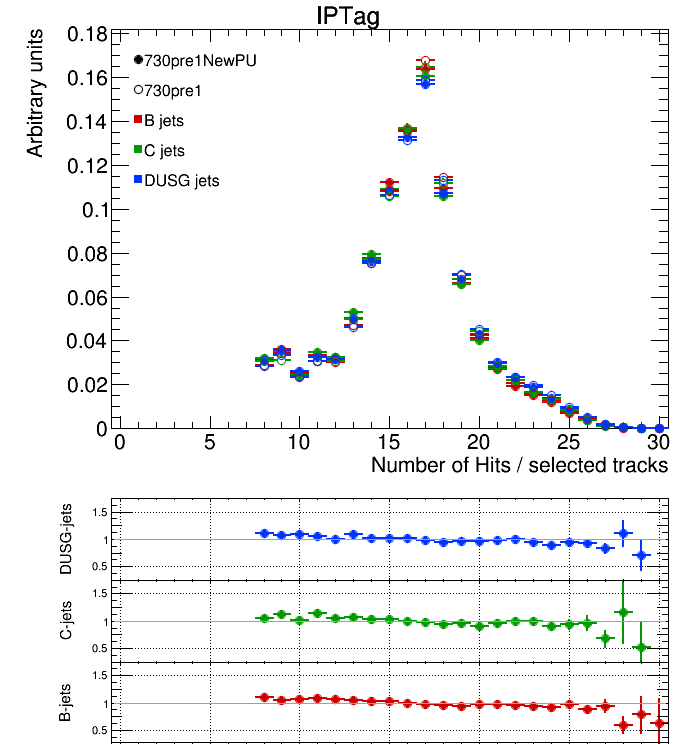 IPTag
Arbitrary units
0.18
0.16
0.14
0.12
0.1
0.08
0.06
0.04
0.02
0
730pre1NewPU
730pre1
B jets
C jets
DUSG jets
0 5 10 15 20 25 30
Number of Hits / selected tracks
DUSG-jets
1.5
1
0.5
C-jets
1.5
1
0.5
B-jets
1.5
1
0.5